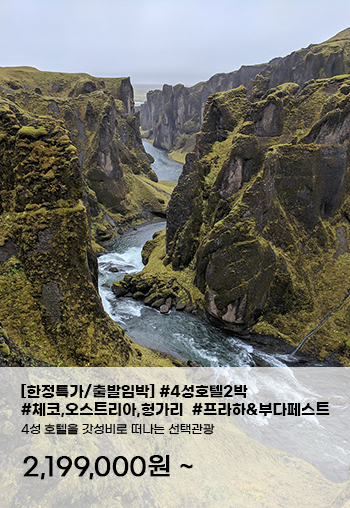 [한정특가/출발임박] #4성호텔2박
#체코,오스트리아,헝가리 #프라하&부다페스트
4성 호텔을 갓성비로 떠나는 선택관광
2,199,000원 ~